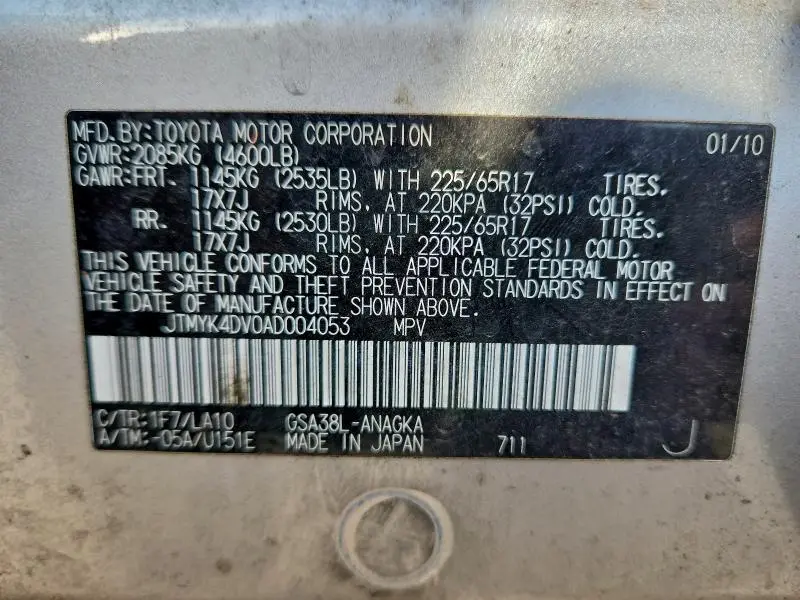 MFD. BY: TOYOTA MOTOR CORPORATION 01/10
GVWR: 2085KG (4600LB)
GAWR: FRT. 1145KG (2535LB) WITH 225/65R17 TIRES.
17X7J RIMS, AT 220KPA (32PSI) COLD.
RR. 1145KG (2530LB) WITH 225/65R17 TIRES.
17X7J RIMS, AT 220KPA (32PSI) COLD.
THIS VEHICLE CONFORMS TO ALL APPLICABLE FEDERAL MOTOR
VEHICLE SAFETY AND THEFT PREVENTION STANDARDS IN EFFECT ON
THE DATE OF MANUFACTURE SHOWN ABOVE.
JTMYK4DV0AD004053 MPV
C/TR: 1F7/LA10 GSA38L-ANAGKA
A/TM: -05A/U151E MADE IN JAPAN 711 J